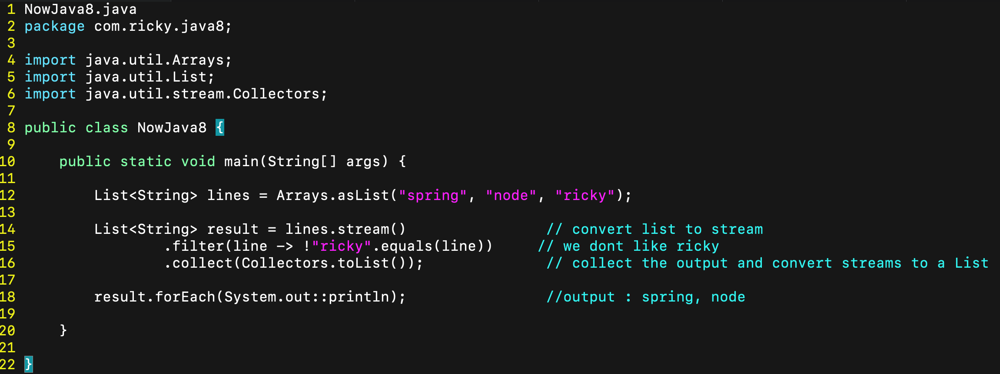 1 NowJava8.java
2 package com.ricky.java8;
3
4 import java.util.Arrays;
5 import java.util.List;
6 import java.util.stream.Collectors;
7
8 public class NowJava8 {
9
10     public static void main(String[] args) {
11
12         List<String> lines = Arrays.asList("spring", "node", "ricky");
13
14         List<String> result = lines.stream()                // convert list to stream
15                 .filter(line -> !"ricky".equals(line))     // we dont like ricky
16                 .collect(Collectors.toList());              // collect the output and convert streams to a List
17
18         result.forEach(System.out::println);                //output : spring, node
19
20     }
21
22 }